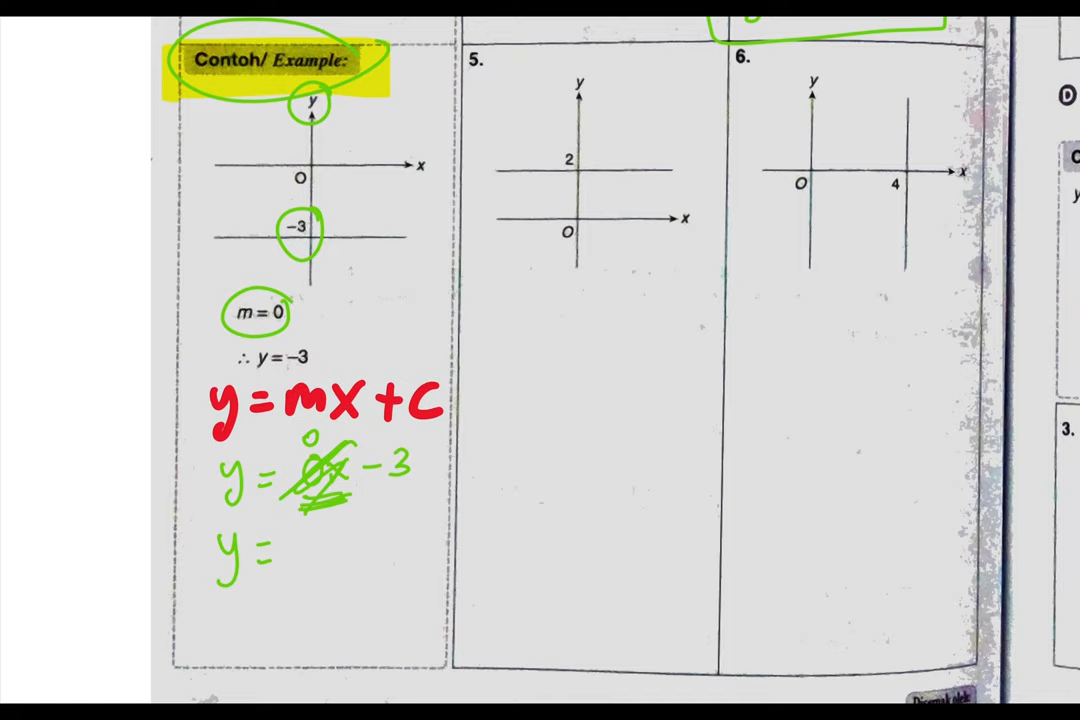 Contoh/ Example:
y
x
O
-3
m = 0
∴ y = -3
y = mx + c
0
y = 0x - 3
y =
5.
y
2
x
O
6.
y
x
O
4
D
3.